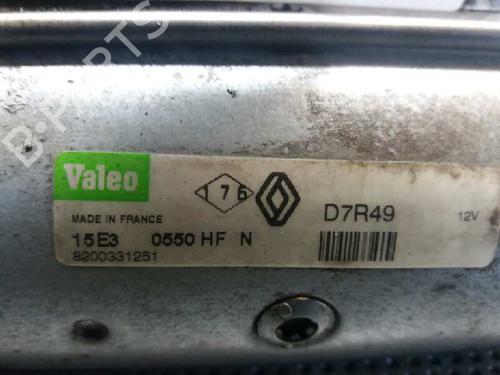 B-PARTS
Valeo
176
D7R49
12V
MADE IN FRANCE
15E3 0550 HF N
8200331251